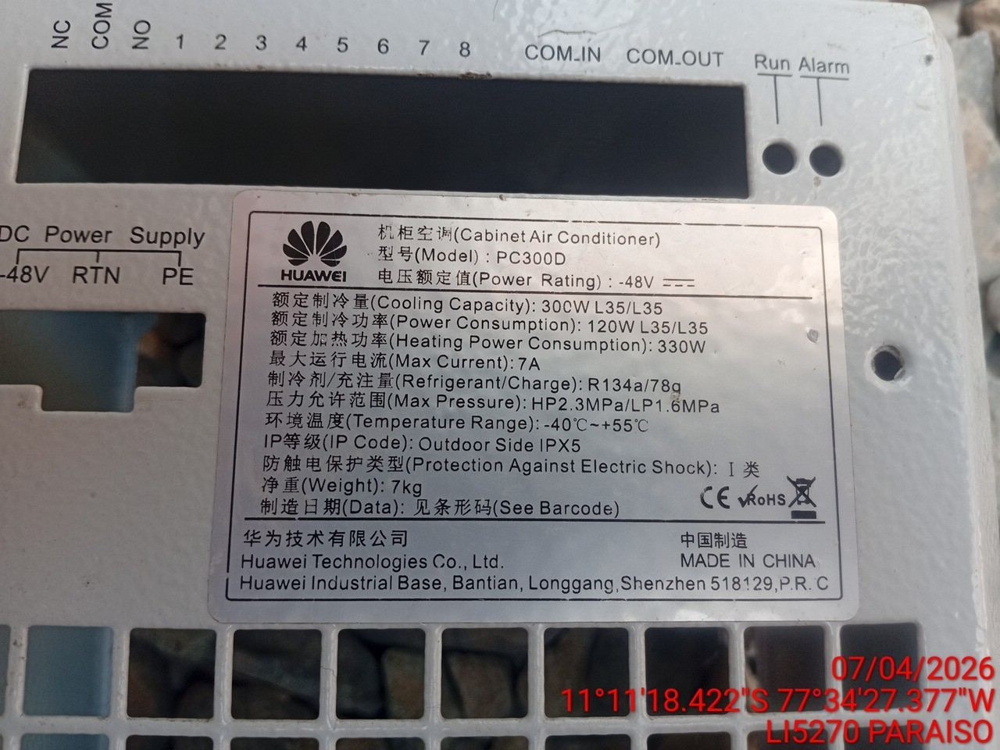 NC COM NO 1 2 3 4 5 6 7 8 COM_IN COM_OUT Run Alarm
DC Power Supply
-48V RTN PE
HUAWEI
机柜空调(Cabinet Air Conditioner)
型号(Model) : PC300D
电压额定值(Power Rating) : -48V
额定制冷量(Cooling Capacity): 300W L35/L35
额定制冷功率(Power Consumption): 120W L35/L35
额定加热功率(Heating Power Consumption): 330W
最大运行电流(Max Current): 7A
制冷剂/充注量(Refrigerant/Charge): R134a/78g
压力允许范围(Max Pressure): HP2.3MPa/LP1.6MPa
环境温度(Temperature Range): -40℃~+55℃
IP等级(IP Code): Outdoor Side IPX5
防触电保护类型(Protection Against Electric Shock): I 类
净重(Weight): 7kg
制造日期(Data): 见条形码(See Barcode)
CE RoHS
华为技术有限公司 中国制造
Huawei Technologies Co., Ltd. MADE IN CHINA
Huawei Industrial Base, Bantian, Longgang,Shenzhen 518129,P.R.C
07/04/2026
11°11'18.422"S 77°34'27.377"W
LI5270 PARAISO